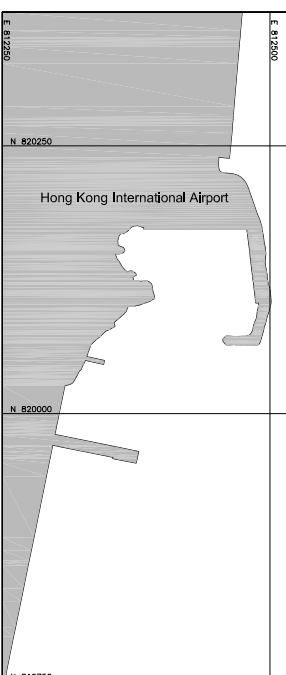 E 812250
E 812500
N 820250
Hong Kong International Airport
N 820000